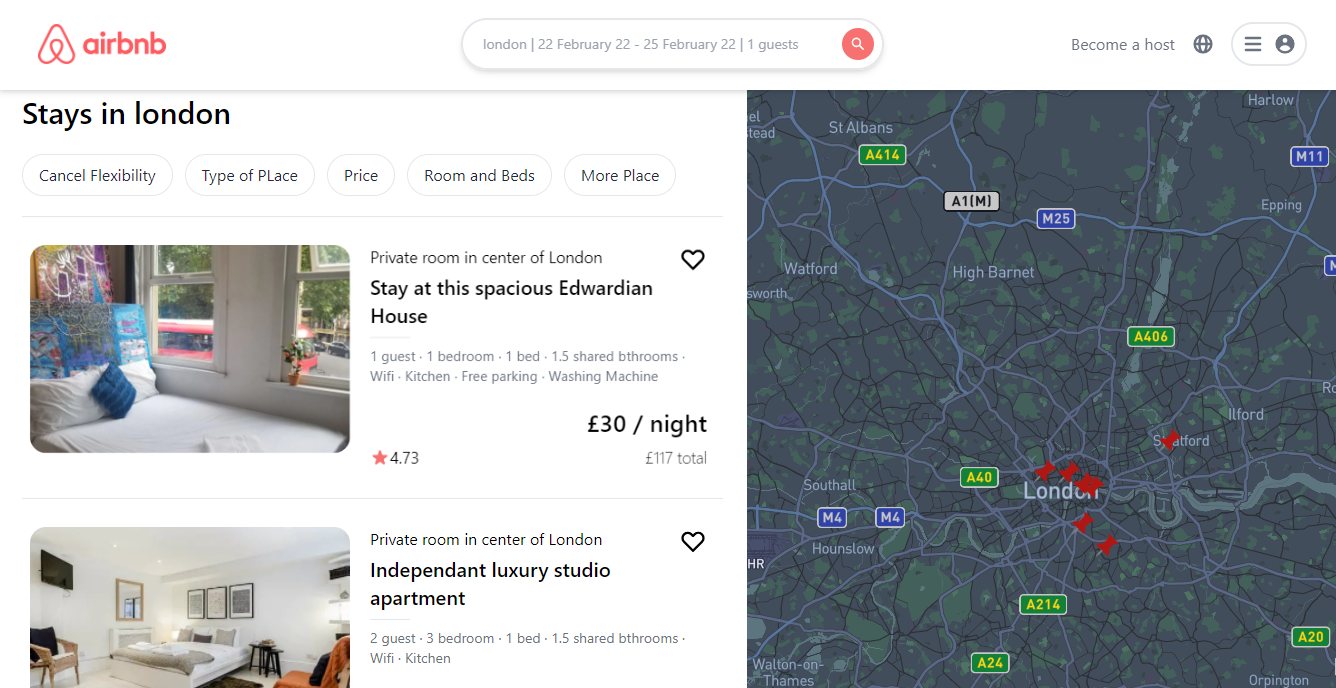 airbnb
london | 22 February 22 - 25 February 22 | 1 guests
Become a host
Stays in london
Cancel Flexibility
Type of PLace
Price
Room and Beds
More Place
Private room in center of London
Stay at this spacious Edwardian
House
1 guest · 1 bedroom · 1 bed · 1.5 shared bthrooms ·
Wifi · Kitchen · Free parking · Washing Machine
£30 / night
4.73
£117 total
Private room in center of London
Independant luxury studio
apartment
2 guest · 3 bedroom · 1 bed · 1.5 shared bthrooms ·
Wifi · Kitchen
Harlow
St Albans
A414
M11
A1(M)
Epping
M25
Watford
High Barnet
A406
Ilford
Stratford
A40
Southall
London
M4
M4
Hounslow
HR
A214
A20
A24
Walton-on-
Thames
Orpington